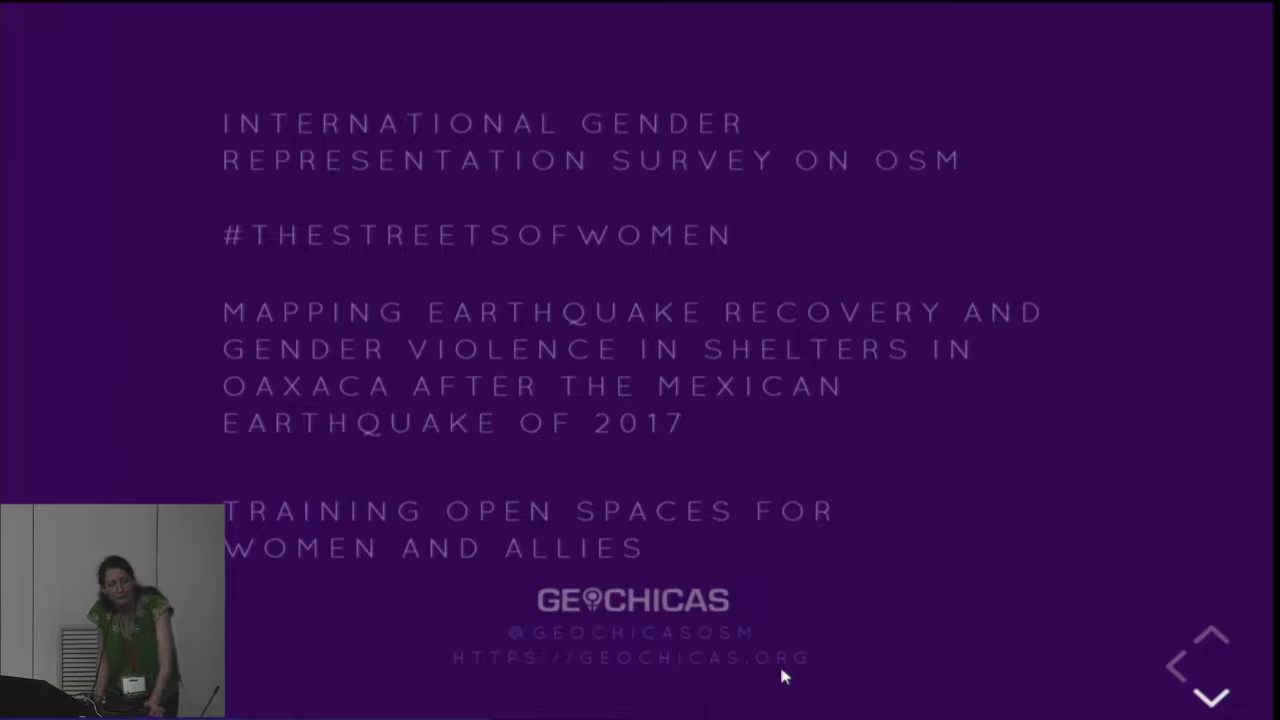 INTERNATIONAL GENDER
REPRESENTATION SURVEY ON OSM
#THESTREETSOFWOMEN
MAPPING EARTHQUAKE RECOVERY AND
GENDER VIOLENCE IN SHELTERS IN
OAXACA AFTER THE MEXICAN
EARTHQUAKE OF 2017
TRAINING OPEN SPACES FOR
WOMEN AND ALLIES
GEOCHICAS
@GEOCHICASOSM
HTTPS://GEOCHICAS.ORG